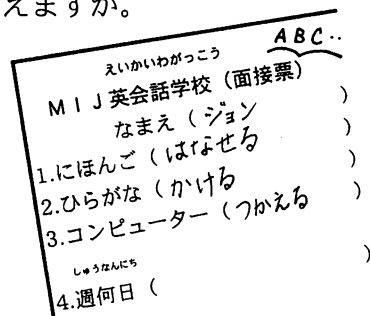 えますか。
ABC..
えいかいわがっこう
MIJ英会話学校（面接票）
なまえ（ジョン　）
1.にほんご（はなせる　）
2.ひらがな（かける　）
3.コンピューター（つかえる　）
しゅうなんにち
4.週何日（　）